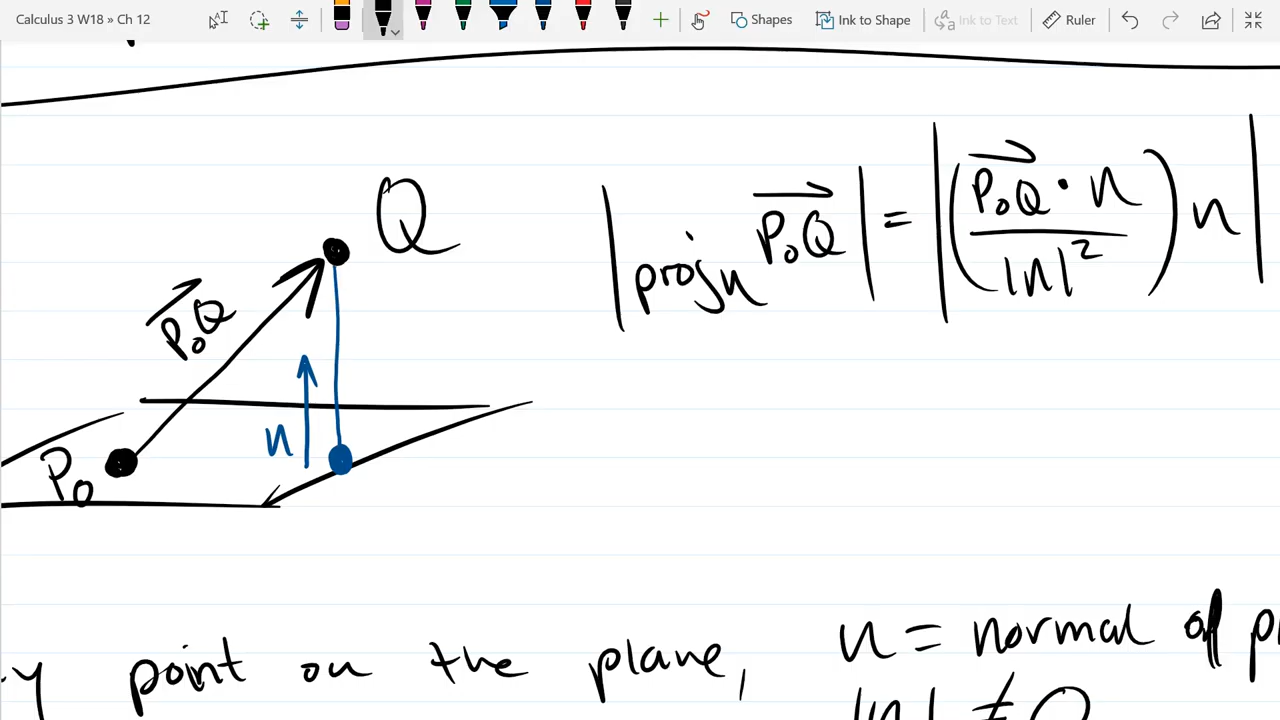 Calculus 3 W18 » Ch 12
Shapes
Ink to Shape
Ink to Text
Ruler
Q
P₀Q
P₀
n
|projₙ P₀Q| = |(P₀Q · n / |n|²) n|
y point on the plane,
n = normal of p
|n| ≠ 0